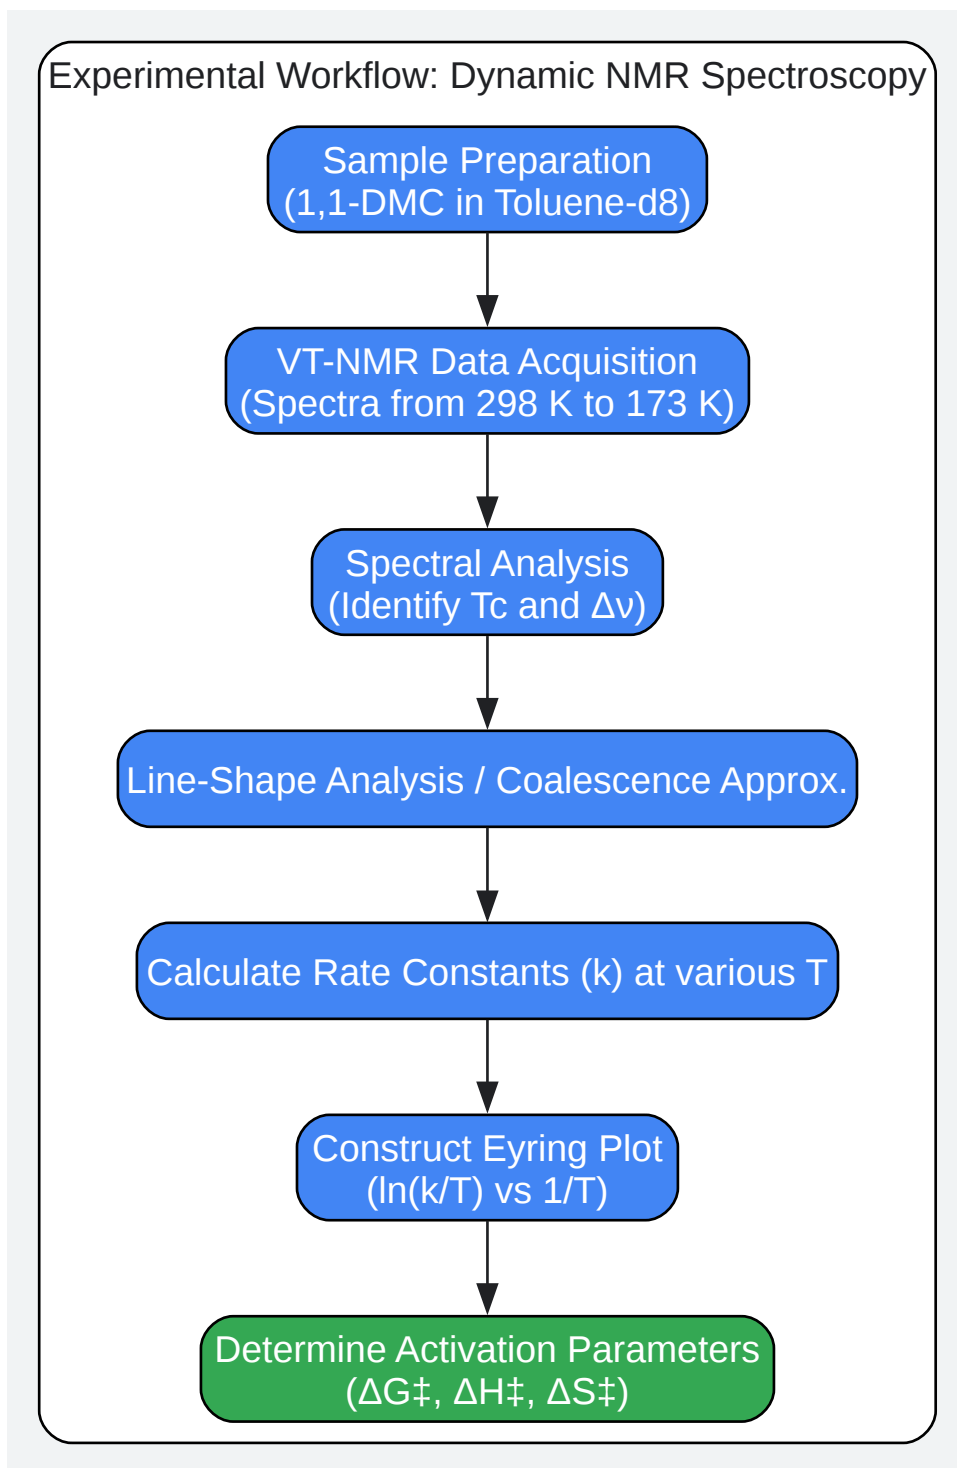 Experimental Workflow: Dynamic NMR Spectroscopy
Sample Preparation
(1,1-DMC in Toluene-d8)
VT-NMR Data Acquisition
(Spectra from 298 K to 173 K)
Spectral Analysis
(Identify Tc and Δν)
Line-Shape Analysis / Coalescence Approx.
Calculate Rate Constants (k) at various T
Construct Eyring Plot
(ln(k/T) vs 1/T)
Determine Activation Parameters
(ΔG‡, ΔH‡, ΔS‡)